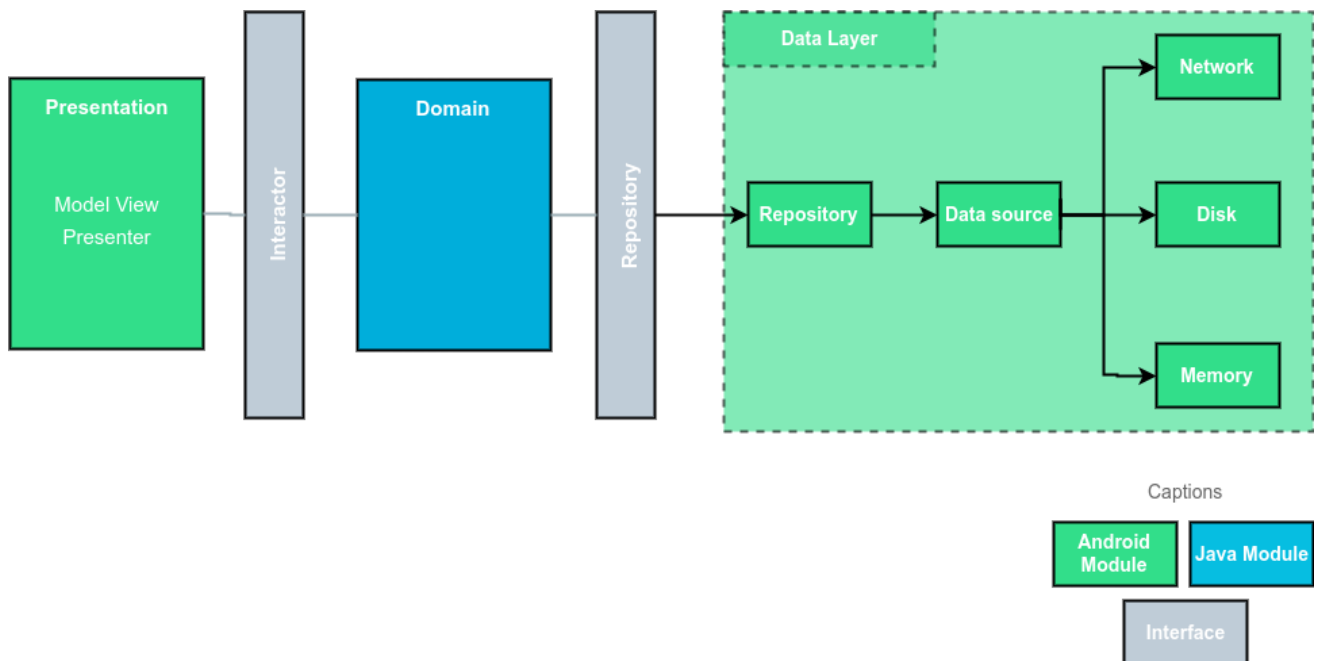 Presentation
Model View
Presenter
Interactor
Domain
Repository
Data Layer
Repository
Data source
Network
Disk
Memory
Captions
Android
Module
Java Module
Interface